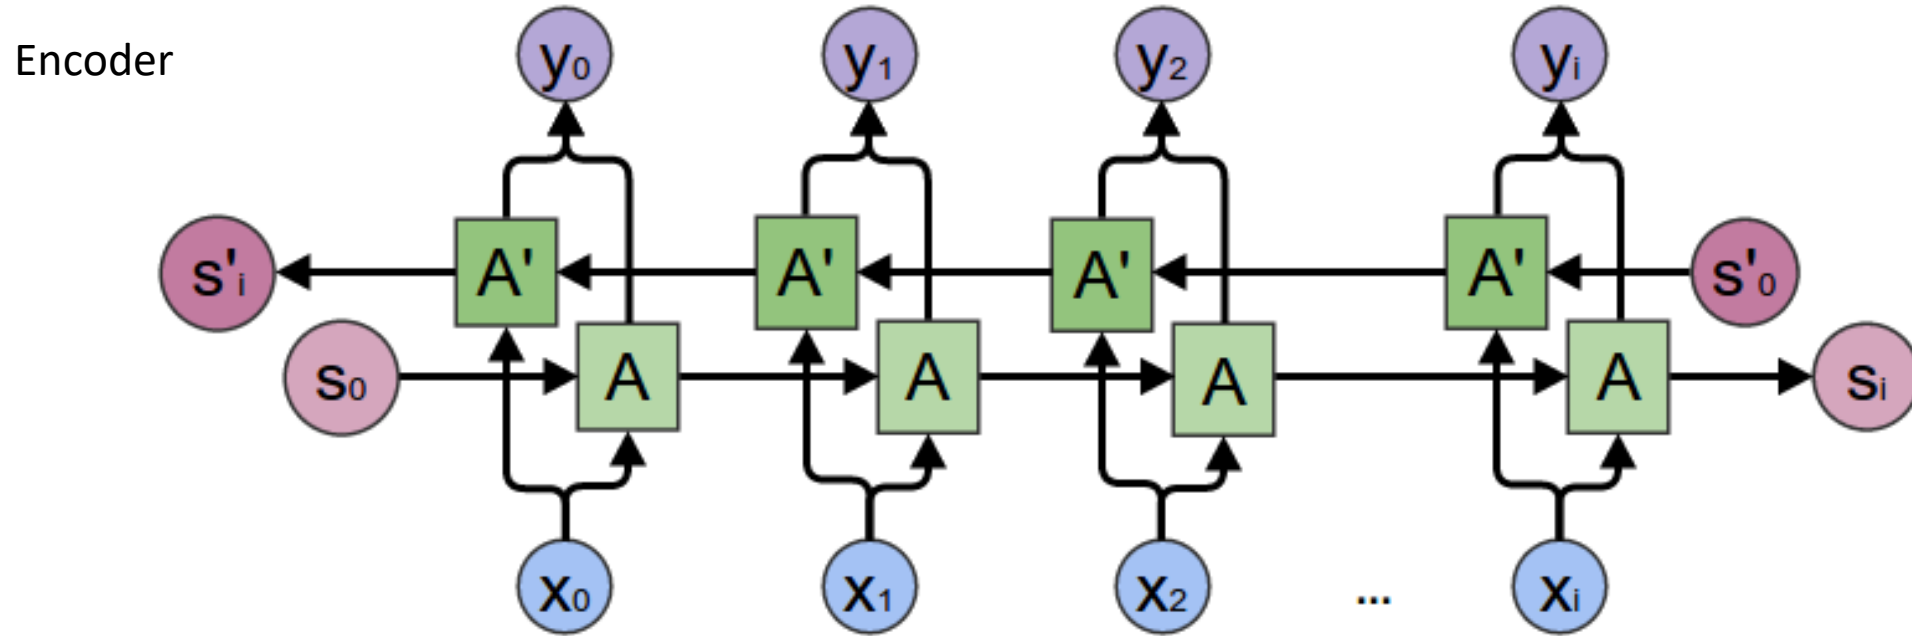 Encoder
y0 y1 y2 yi
s'i A' A' A' A' s'0
s0 A A A A si
x0 x1 x2 ... xi